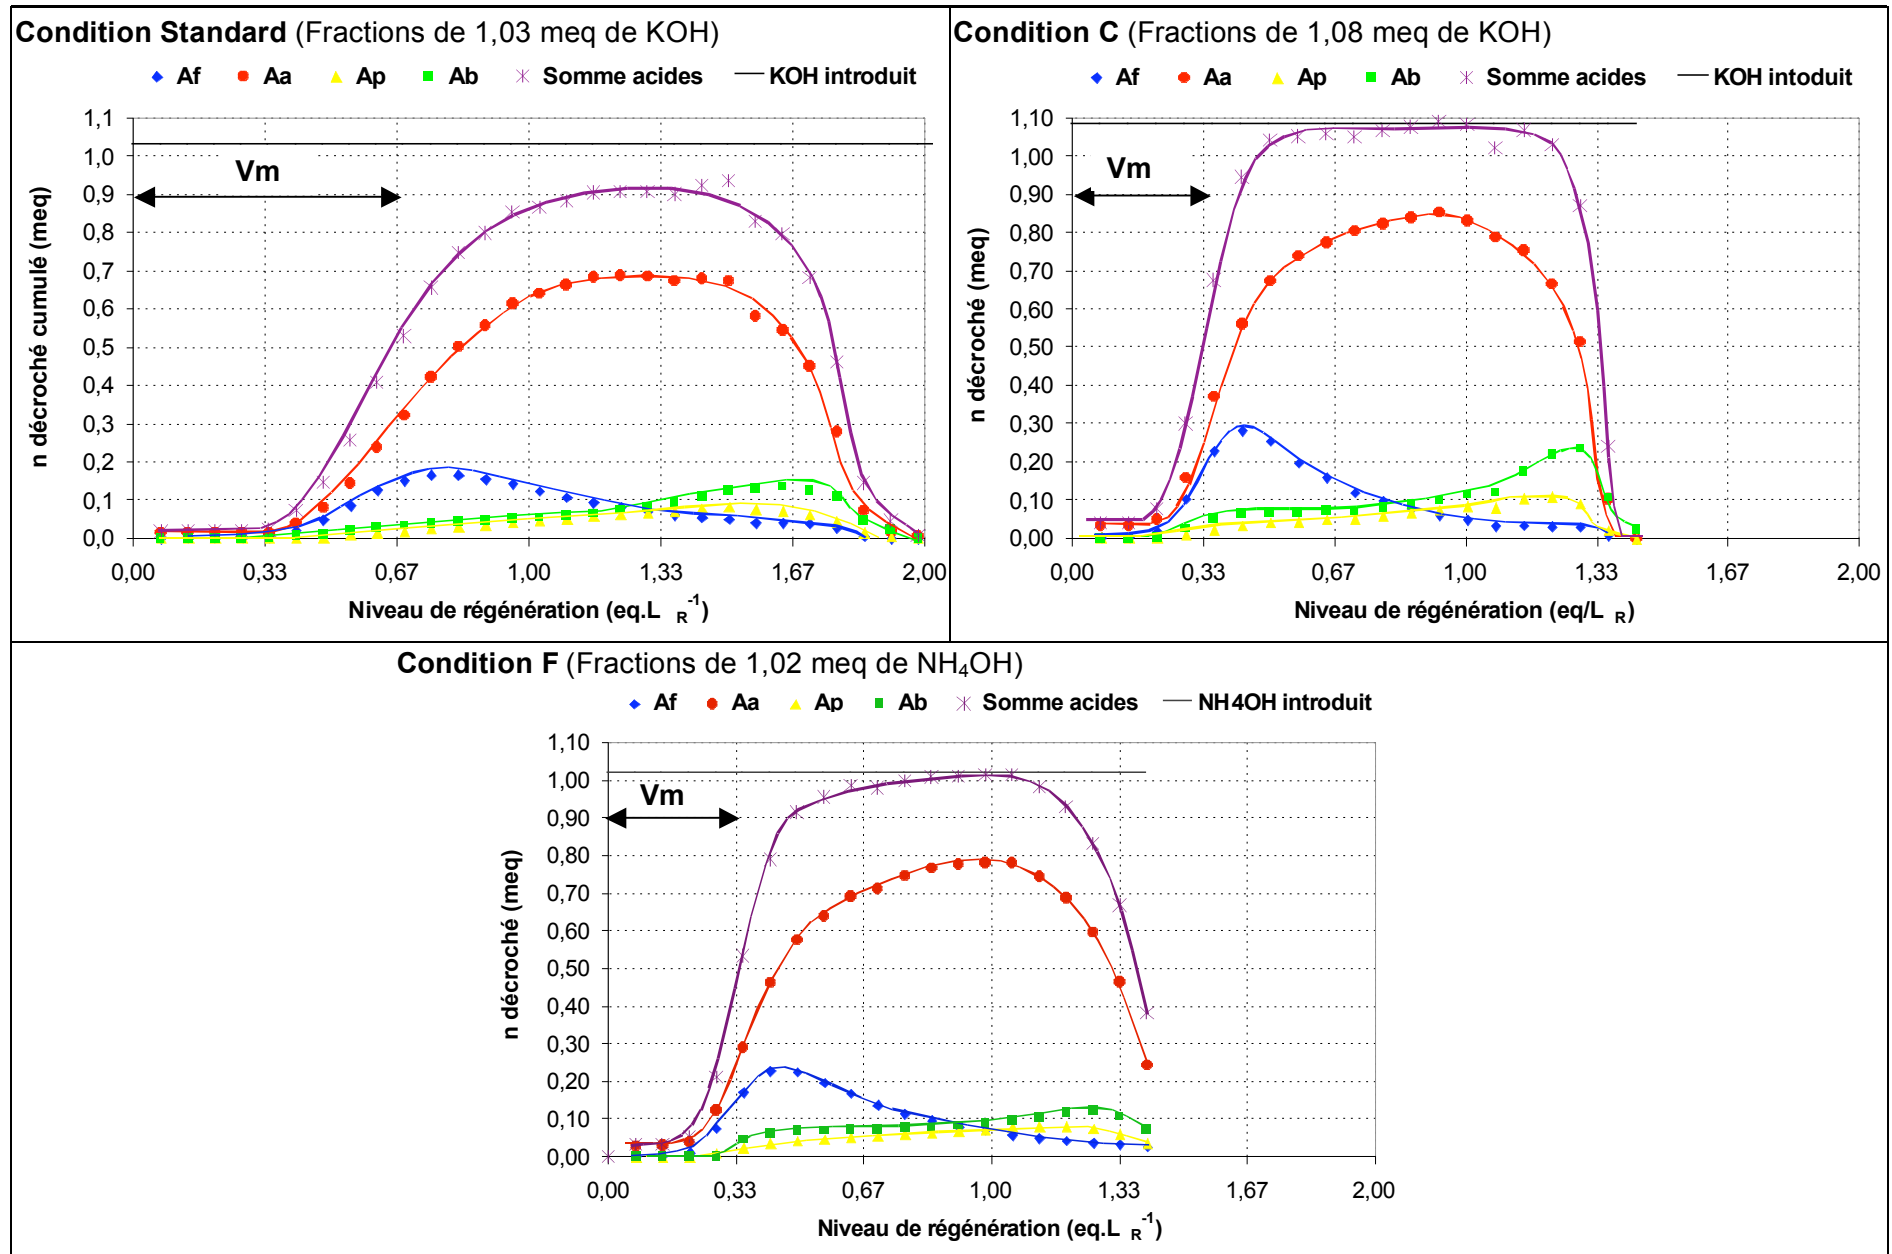 Condition Standard (Fractions de 1,03 meq de KOH)
Af Aa Ap Ab Somme acides KOH introduit
1,1
1,0
0,9
0,8
0,7
0,6
0,5
0,4
0,3
0,2
0,1
0,0
n décroché cumulé (meq)
Vm
0,00 0,33 0,67 1,00 1,33 1,67 2,00
Niveau de régénération (eq.L R-1)
Condition C (Fractions de 1,08 meq de KOH)
Af Aa Ap Ab Somme acides KOH intoduit
1,10
1,00
0,90
0,80
0,70
0,60
0,50
0,40
0,30
0,20
0,10
0,00
n décroché (meq)
Vm
0,00 0,33 0,67 1,00 1,33 1,67 2,00
Niveau de régénération (eq/L R)
Condition F (Fractions de 1,02 meq de NH4OH)
Af Aa Ap Ab Somme acides NH4OH introduit
1,10
1,00
0,90
0,80
0,70
0,60
0,50
0,40
0,30
0,20
0,10
0,00
n décroché (meq)
Vm
0,00 0,33 0,67 1,00 1,33 1,67 2,00
Niveau de régénération (eq.L R-1)